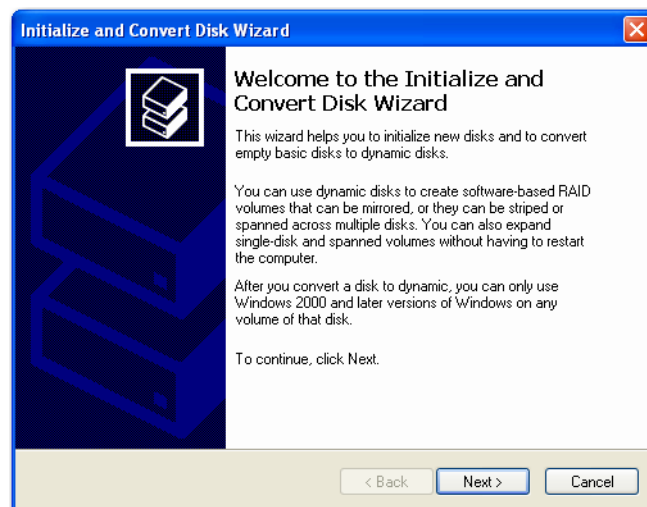 Initialize and Convert Disk Wizard
Welcome to the Initialize and
Convert Disk Wizard
This wizard helps you to initialize new disks and to convert
empty basic disks to dynamic disks.
You can use dynamic disks to create software-based RAID
volumes that can be mirrored, or they can be striped or
spanned across multiple disks. You can also expand
single-disk and spanned volumes without having to restart
the computer.
After you convert a disk to dynamic, you can only use
Windows 2000 and later versions of Windows on any
volume of that disk.
To continue, click Next.
< Back Next > Cancel